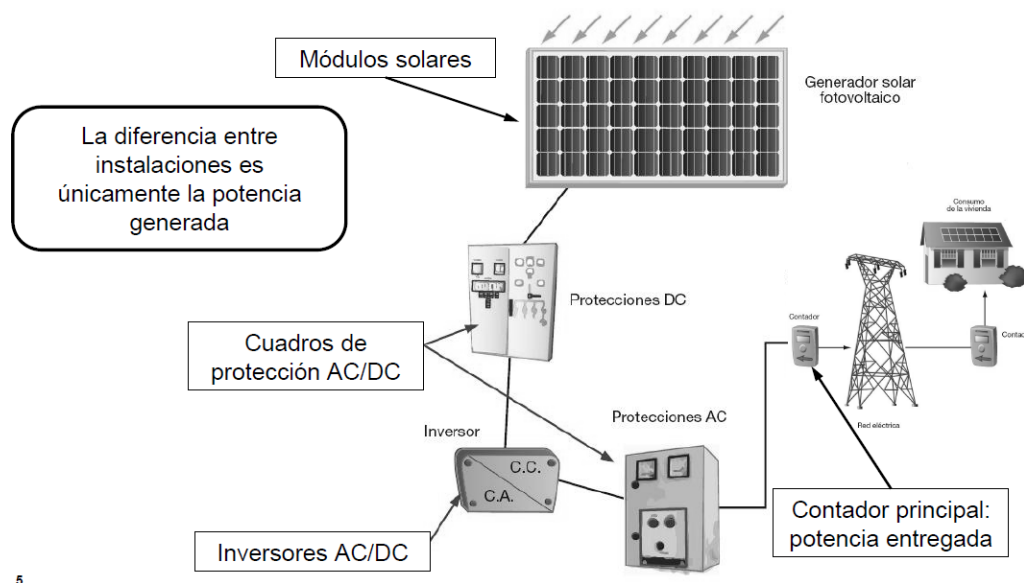 Módulos solares
Generador solar
fotovoltaico
La diferencia entre
instalaciones es
únicamente la potencia
generada
Consumo
de la vivienda
Protecciones DC
Contador
Contad
Cuadros de
protección AC/DC
Protecciones AC
Red eléctrica
Inversor
C.C.
C.A.
Contador principal:
potencia entregada
Inversores AC/DC
5